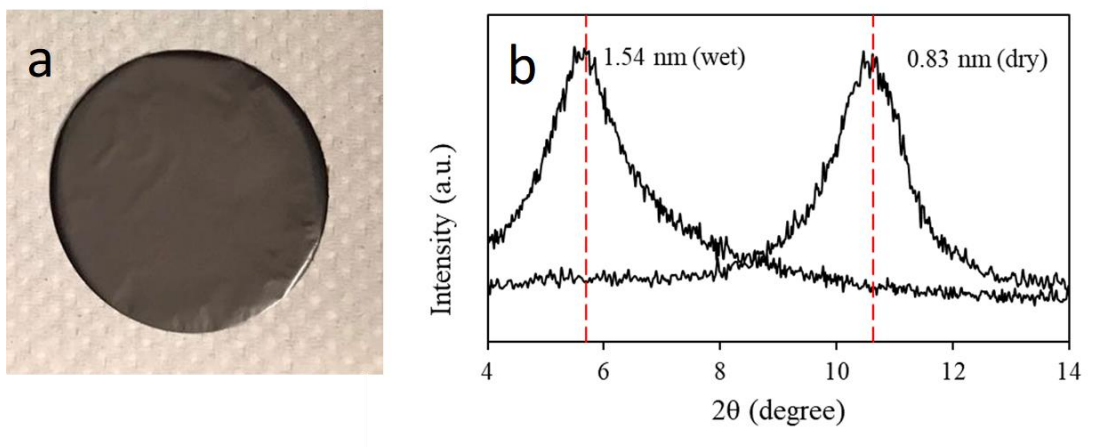 a
b
1.54 nm (wet)
0.83 nm (dry)
Intensity (a.u.)
4 6 8 10 12 14
2θ (degree)